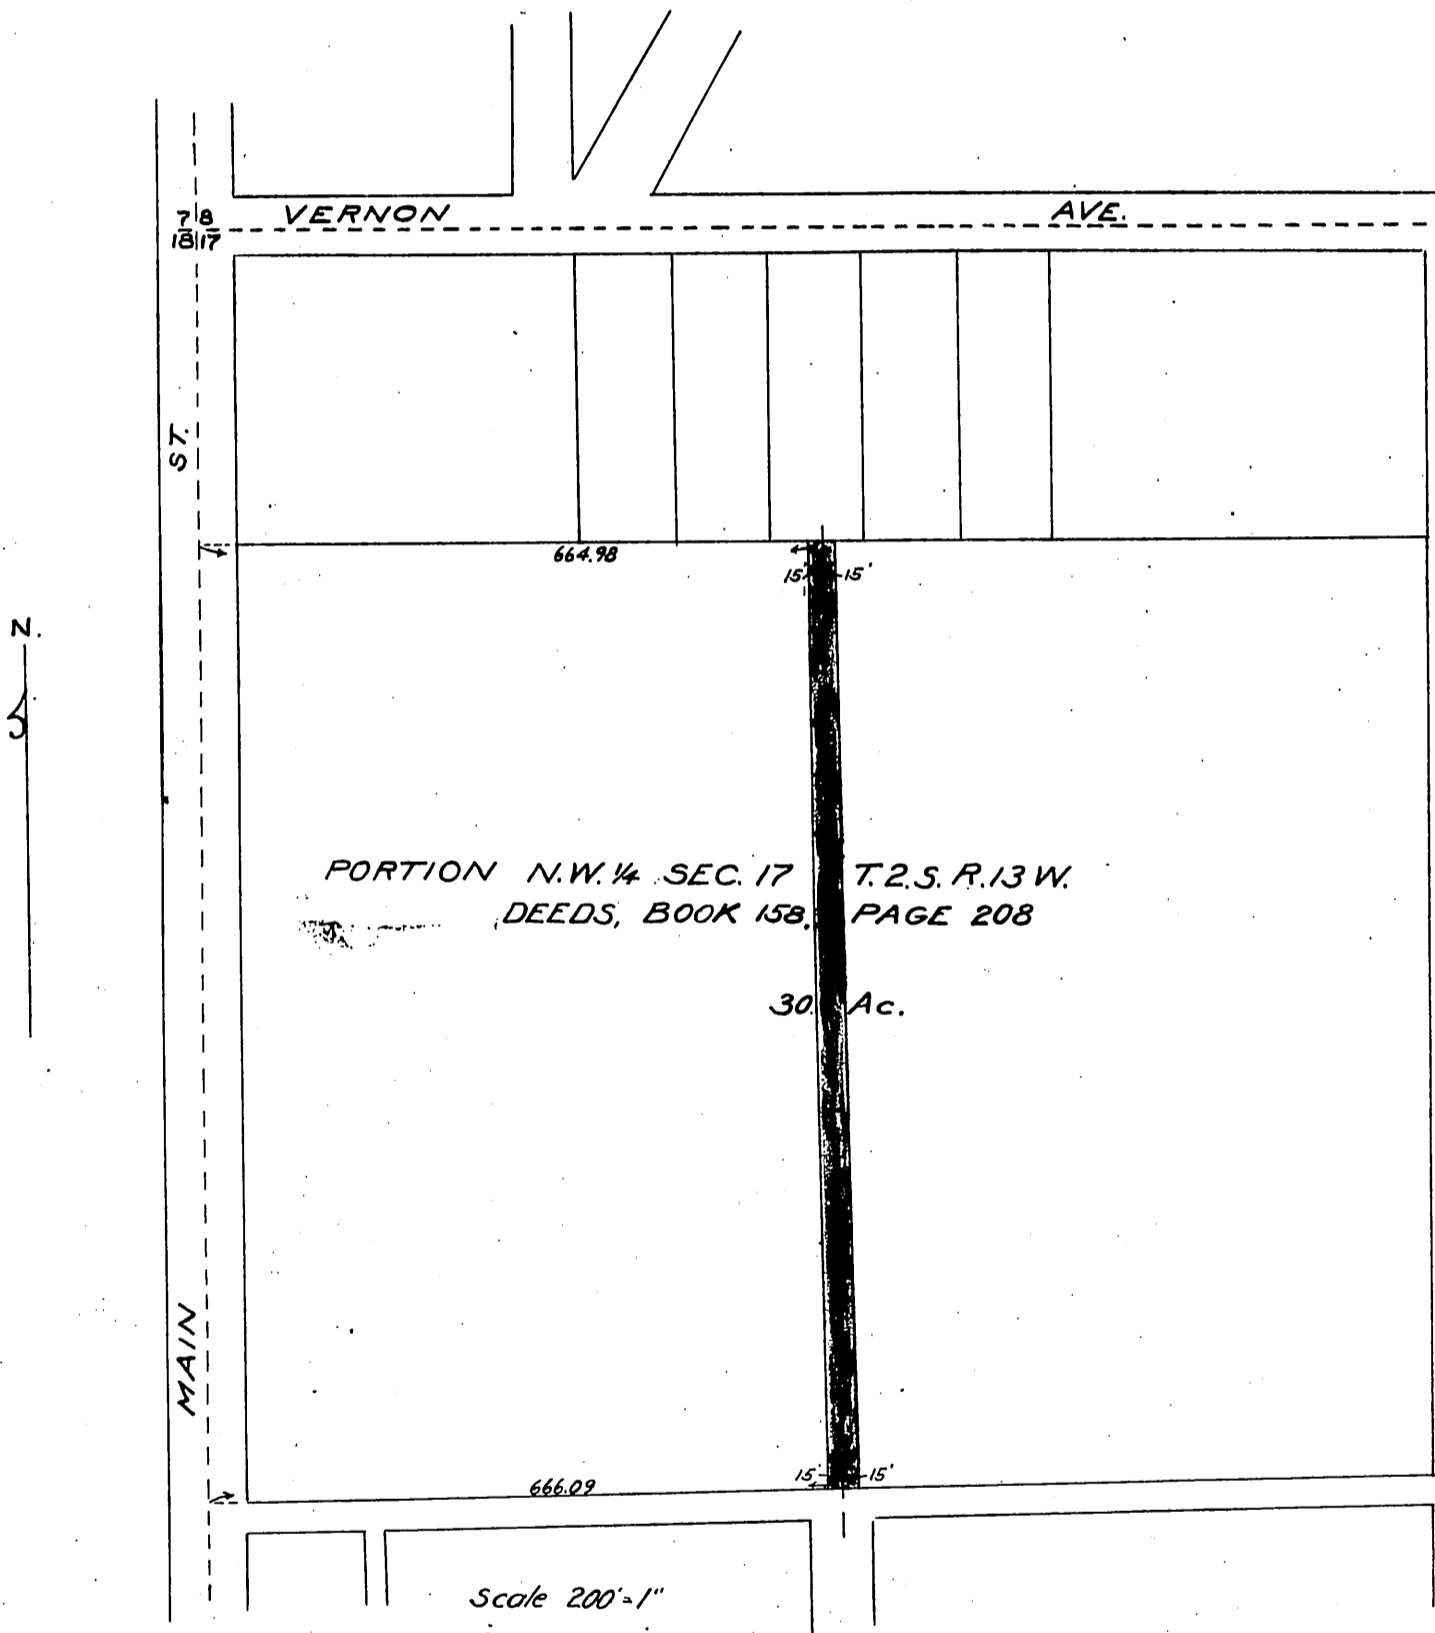 VERNON AVE.
7 8
18 17
ST.
664.98
15' 15'
N.
PORTION N.W. ¼ SEC. 17 T.2.S. R.13 W.
DEEDS, BOOK 158, PAGE 208
30. Ac.
MAIN
666.09
15' 15'
Scale 200'=1"